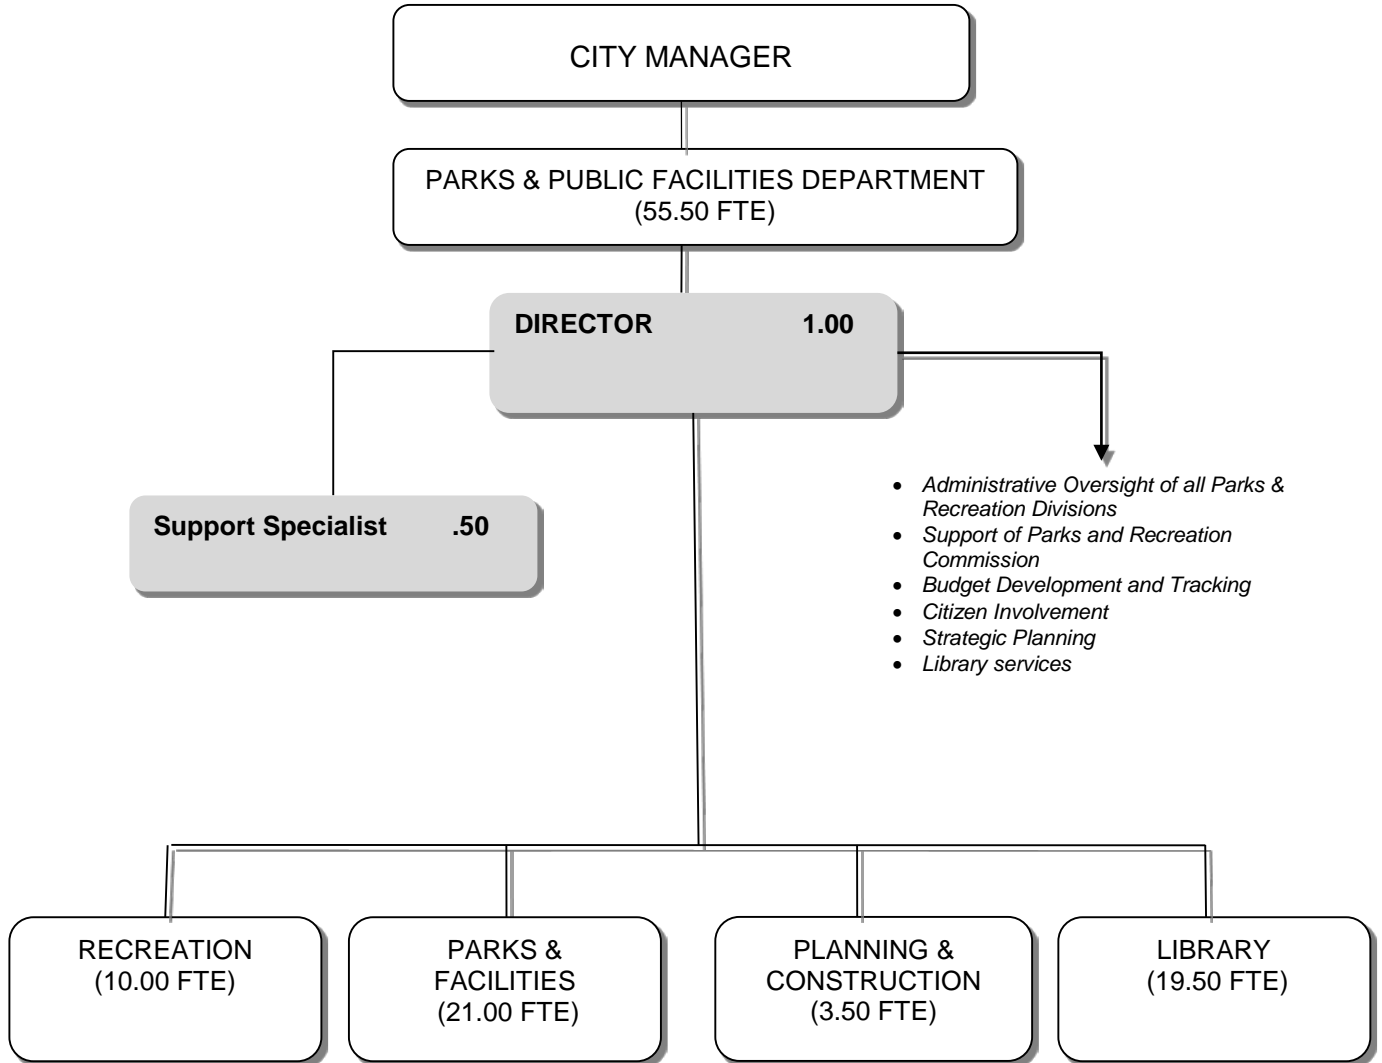 CITY MANAGER
PARKS & PUBLIC FACILITIES DEPARTMENT
(55.50 FTE)
DIRECTOR 1.00
Support Specialist .50
• Administrative Oversight of all Parks &
Recreation Divisions
• Support of Parks and Recreation
Commission
• Budget Development and Tracking
• Citizen Involvement
• Strategic Planning
• Library services
RECREATION
(10.00 FTE)
PARKS &
FACILITIES
(21.00 FTE)
PLANNING &
CONSTRUCTION
(3.50 FTE)
LIBRARY
(19.50 FTE)